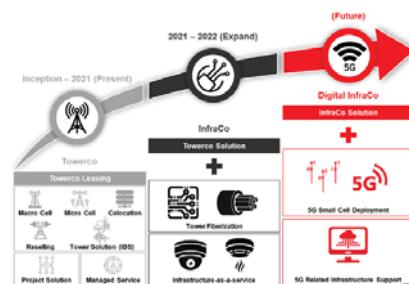 (Future)
2021 – 2022 (Expand)
5G
Inception – 2021 (Present)
Digital InfraCo
InfraCo Solution
InfraCo
Towerco Solution
Towerco
Towerco Leasing
Macro Cell Micro Cell Colocation
Reselling Tower Solution (IBS)
Project Solution Managed Service
Tower Fiberization
Infrastructure-as-a-service
5G
5G Small Cell Deployment
5G Related Infrastructure Support